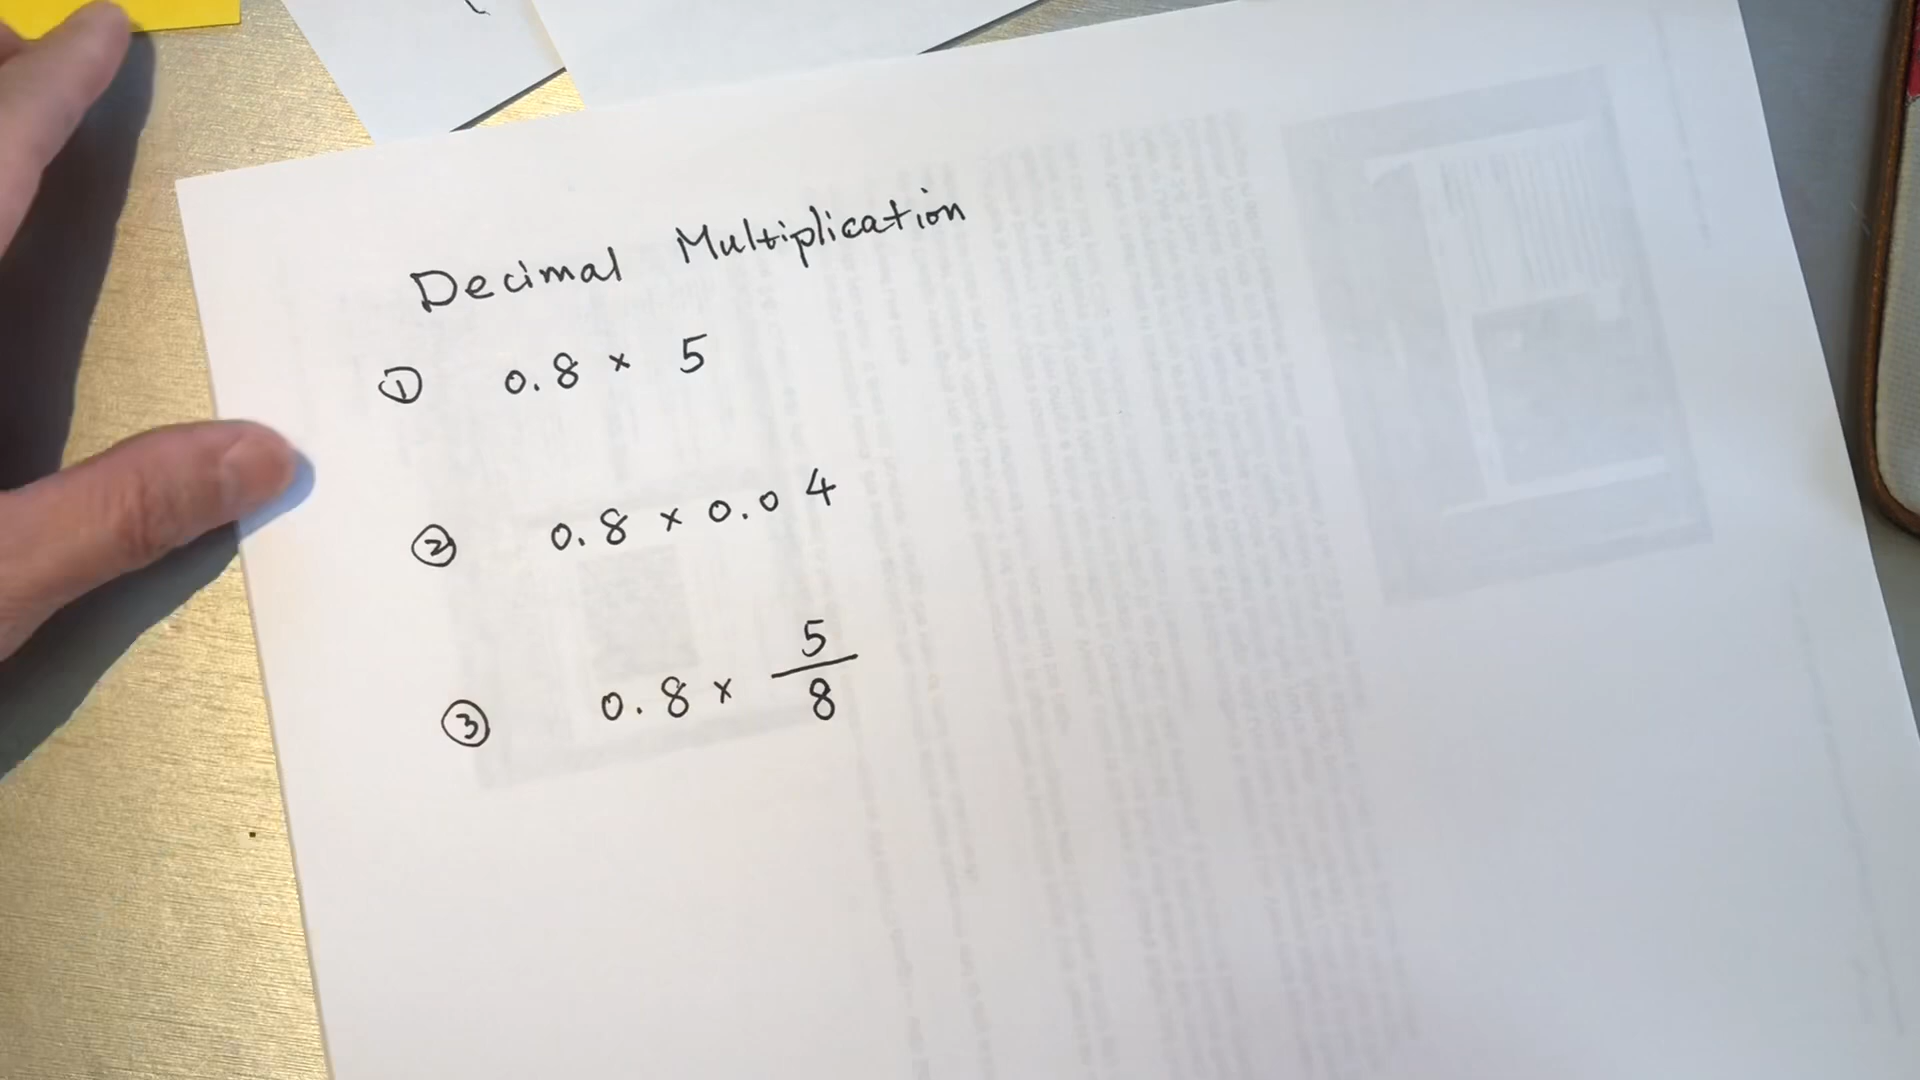 Decimal Multiplication
① 0.8 × 5
② 0.8 × 0.04
③ 0.8 × 5/8